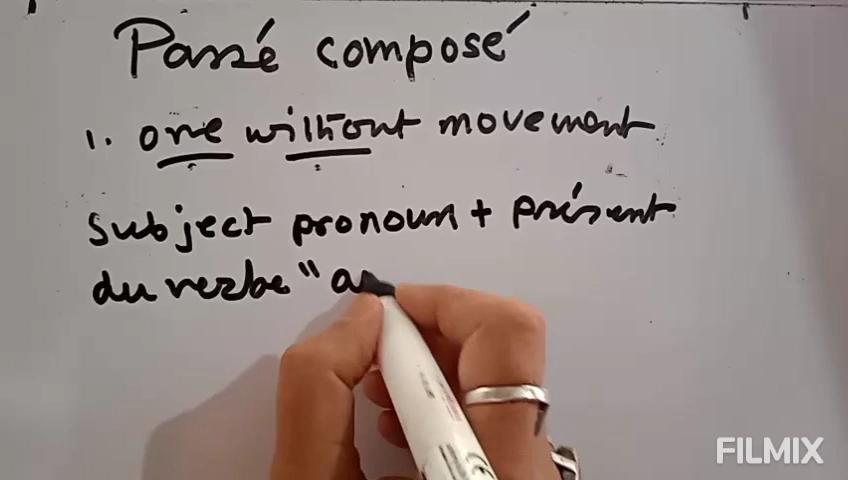 Passé composé
1. one without movement
subject pronoun + présent
du verbe " a
FILMIX